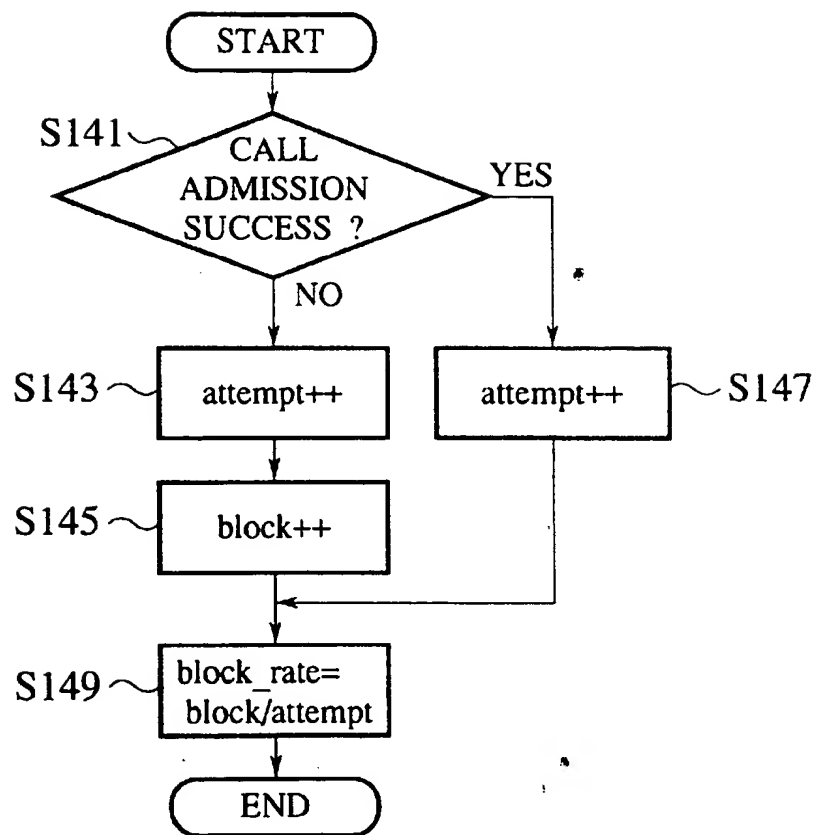 START
S141
CALL
ADMISSION
SUCCESS ?
YES
NO
S143
attempt++
attempt++
S147
S145
block++
S149
block_rate=
block/attempt
END